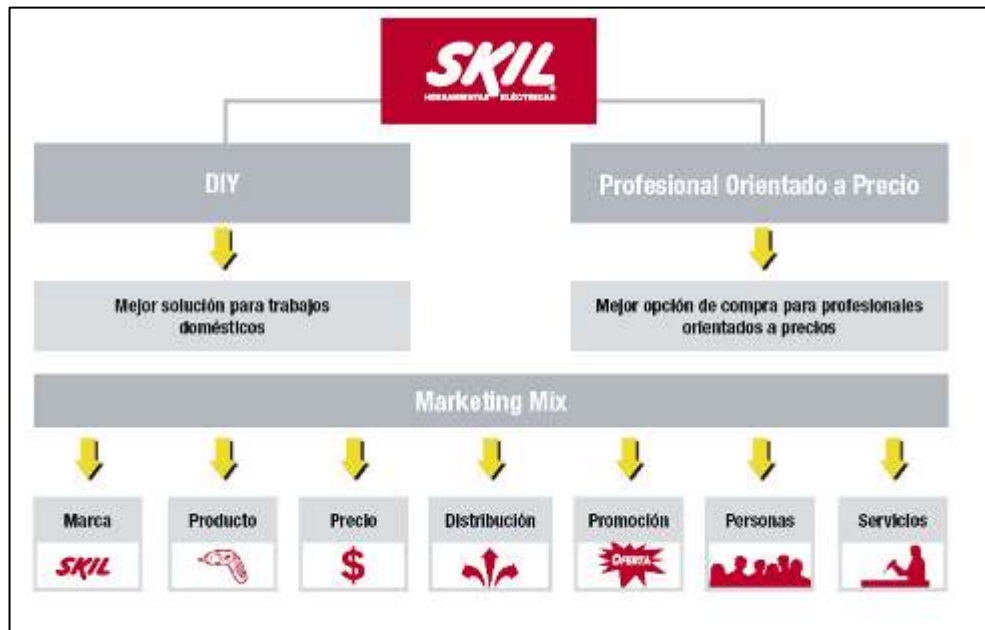 SKIL
HERRAMIENTAS ELÉCTRICAS
DIY
Profesional Orientado a Precio
Mejor solución para trabajos
domésticos
Mejor opción de compra para profesionales
orientados a precios
Marketing Mix
Marca
Producto
Precio
Distribución
Promoción
Personas
Servicios
SKIL
$
OFERTA